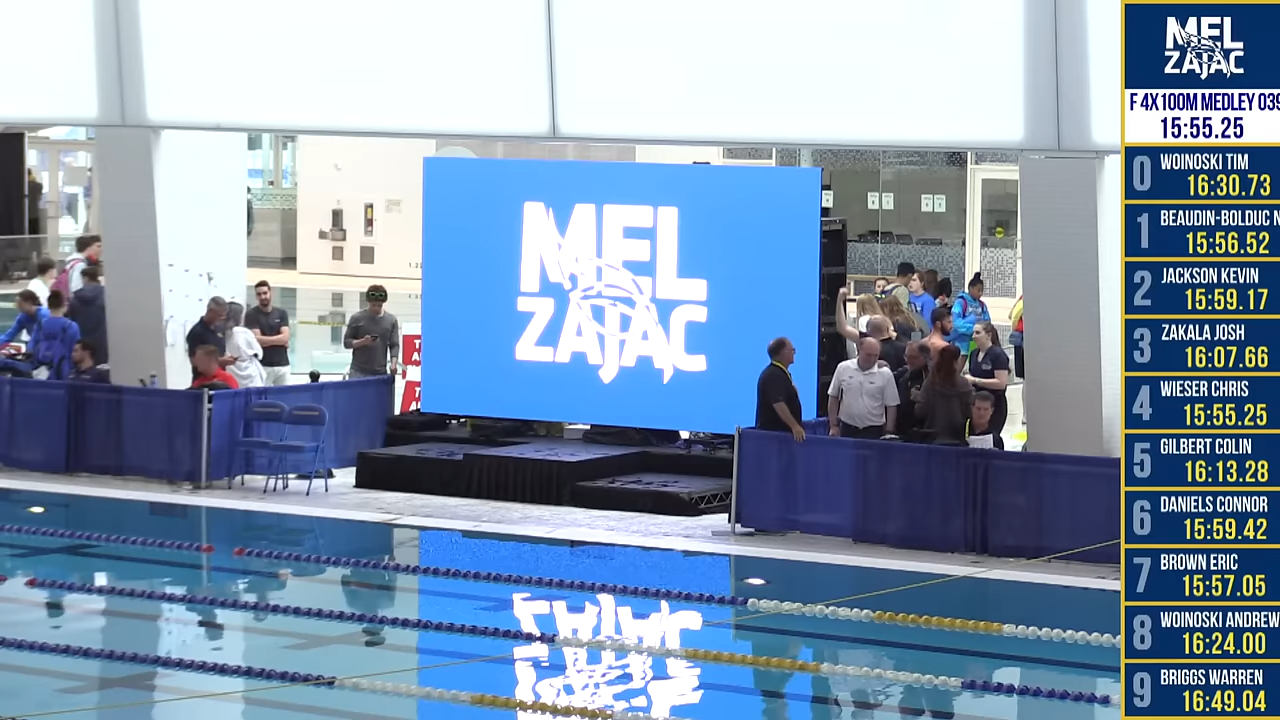 MEL
ZAJAC
MEL
ZAJAC
F 4X100M MEDLEY 039
15:55.25
0 WOINOSKI TIM
16:30.73
1 BEAUDIN-BOLDUC N
15:56.52
2 JACKSON KEVIN
15:59.17
3 ZAKALA JOSH
16:07.66
4 WIESER CHRIS
15:55.25
5 GILBERT COLIN
16:13.28
6 DANIELS CONNOR
15:59.42
7 BROWN ERIC
15:57.05
8 WOINOSKI ANDREW
16:24.00
9 BRIGGS WARREN
16:49.04